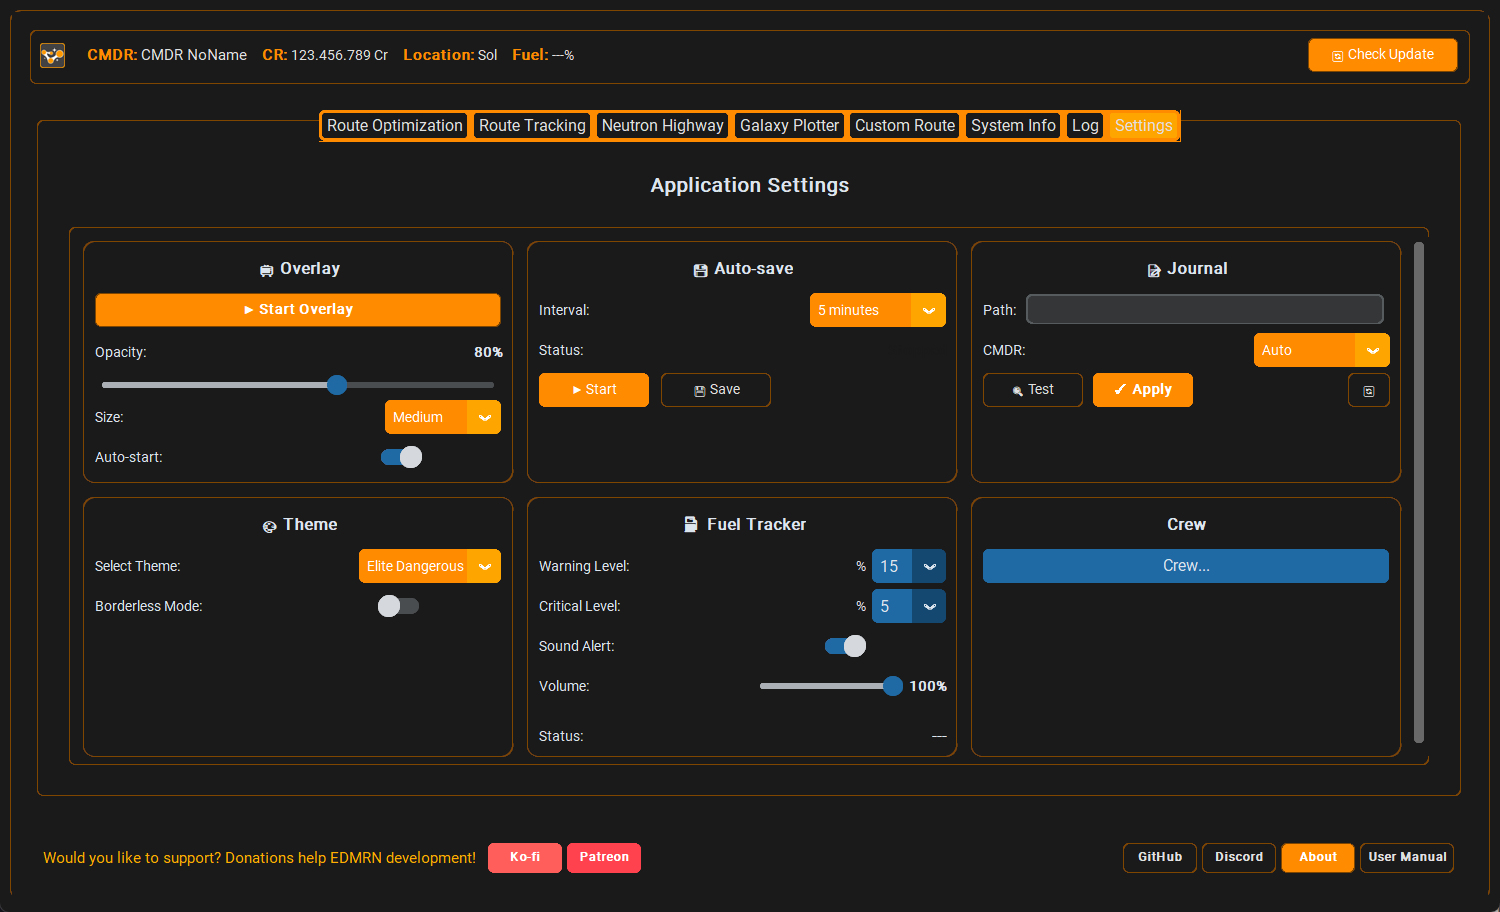 CMDR: CMDR NoName CR: 123.456.789 Cr Location: Sol Fuel: ---% Check Update
Route Optimization Route Tracking Neutron Highway Galaxy Plotter Custom Route System Info Log Settings
Application Settings
Overlay
Start Overlay
Opacity: 80%
Size: Medium
Auto-start:
Auto-save
Interval: 5 minutes
Status:
Start Save
Journal
Path:
CMDR: Auto
Test ✓ Apply
Theme
Select Theme: Elite Dangerous
Borderless Mode:
Fuel Tracker
Warning Level: % 15
Critical Level: % 5
Sound Alert:
Volume: 100%
Status: ---
Crew
Crew...
Would you like to support? Donations help EDMRN development! Ko-fi Patreon GitHub Discord About User Manual